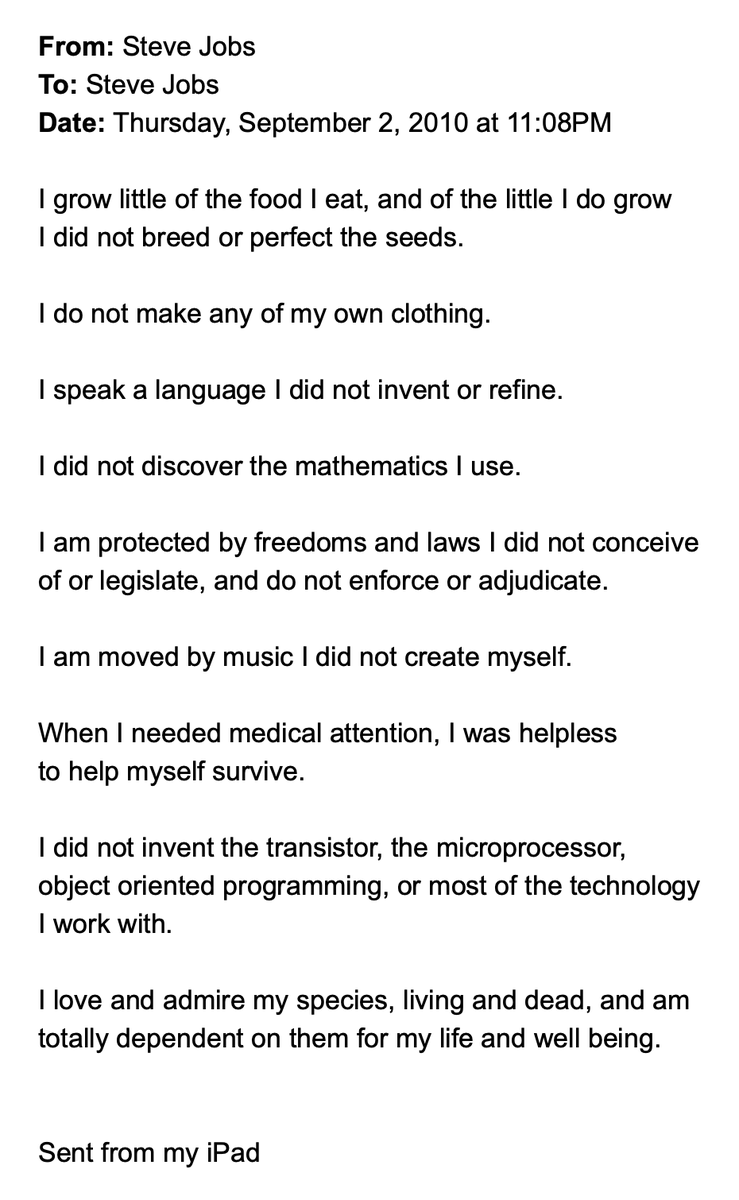 From: Steve Jobs
To: Steve Jobs
Date: Thursday, September 2, 2010 at 11:08PM
I grow little of the food I eat, and of the little I do grow
I did not breed or perfect the seeds.
I do not make any of my own clothing.
I speak a language I did not invent or refine.
I did not discover the mathematics I use.
I am protected by freedoms and laws I did not conceive
of or legislate, and do not enforce or adjudicate.
I am moved by music I did not create myself.
When I needed medical attention, I was helpless
to help myself survive.
I did not invent the transistor, the microprocessor,
object oriented programming, or most of the technology
I work with.
I love and admire my species, living and dead, and am
totally dependent on them for my life and well being.
Sent from my iPad